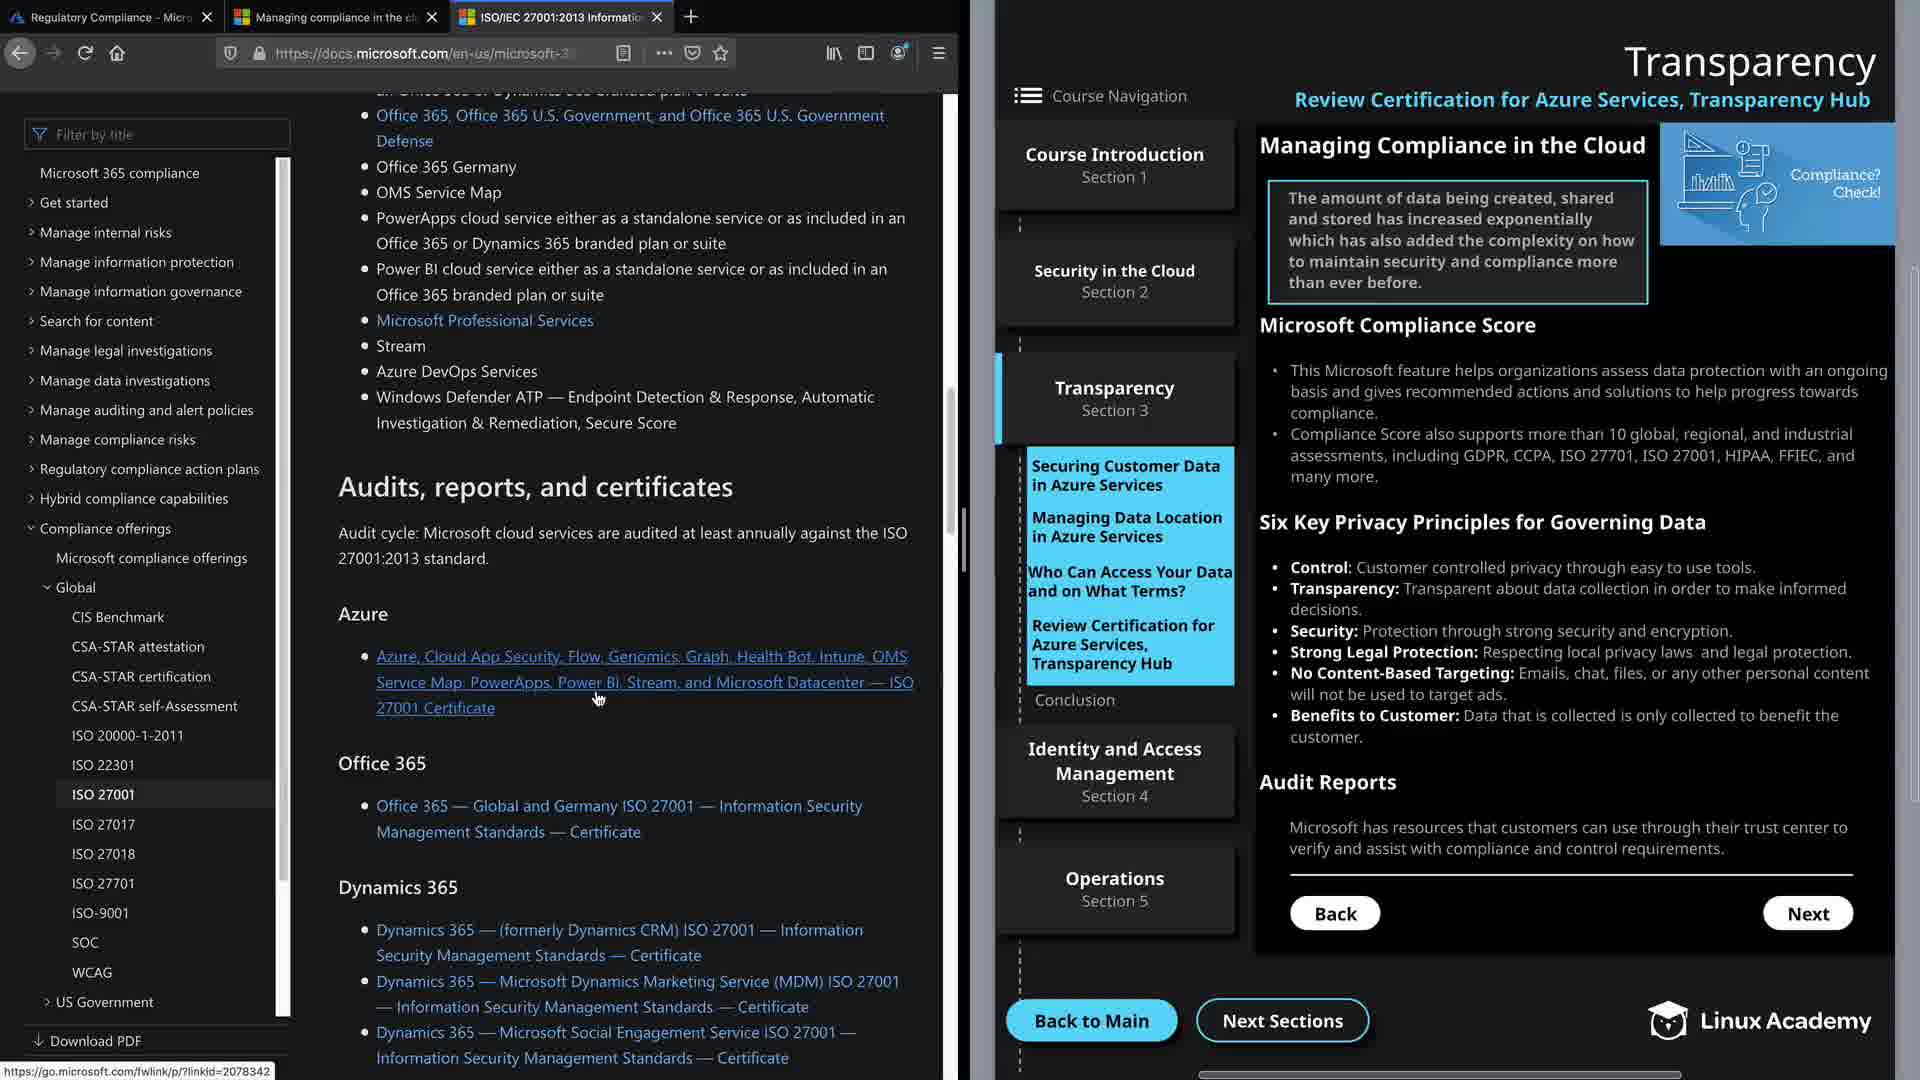 Regulatory Compliance - Micro
Managing compliance in the cl
ISO/IEC 27001:2013 Informatio
https://docs.microsoft.com/en-us/microsoft-3
Filter by title
Microsoft 365 compliance
Get started
Manage internal risks
Manage information protection
Manage information governance
Search for content
Manage legal investigations
Manage data investigations
Manage auditing and alert policies
Manage compliance risks
Regulatory compliance action plans
Hybrid compliance capabilities
Compliance offerings
Microsoft compliance offerings
Global
CIS Benchmark
CSA-STAR attestation
CSA-STAR certification
CSA-STAR self-Assessment
ISO 20000-1-2011
ISO 22301
ISO 27001
ISO 27017
ISO 27018
ISO 27701
ISO-9001
SOC
WCAG
US Government
Download PDF
https://go.microsoft.com/fwlink/p/?linkid=2078342
an Office 365 or Dynamics 365 branded plan or suite
Office 365, Office 365 U.S. Government, and Office 365 U.S. Government
Defense
Office 365 Germany
OMS Service Map
PowerApps cloud service either as a standalone service or as included in an
Office 365 or Dynamics 365 branded plan or suite
Power BI cloud service either as a standalone service or as included in an
Office 365 branded plan or suite
Microsoft Professional Services
Stream
Azure DevOps Services
Windows Defender ATP — Endpoint Detection & Response, Automatic
Investigation & Remediation, Secure Score
Audits, reports, and certificates
Audit cycle: Microsoft cloud services are audited at least annually against the ISO
27001:2013 standard.
Azure
Azure, Cloud App Security, Flow, Genomics, Graph, Health Bot, Intune, OMS
Service Map, PowerApps, Power BI, Stream, and Microsoft Datacenter — ISO
27001 Certificate
Office 365
Office 365 — Global and Germany ISO 27001 — Information Security
Management Standards — Certificate
Dynamics 365
Dynamics 365 — (formerly Dynamics CRM) ISO 27001 — Information
Security Management Standards — Certificate
Dynamics 365 — Microsoft Dynamics Marketing Service (MDM) ISO 27001
— Information Security Management Standards — Certificate
Dynamics 365 — Microsoft Social Engagement Service ISO 27001 —
Information Security Management Standards — Certificate
Transparency
Review Certification for Azure Services, Transparency Hub
Course Navigation
Course Introduction
Section 1
Security in the Cloud
Section 2
Transparency
Section 3
Securing Customer Data
in Azure Services
Managing Data Location
in Azure Services
Who Can Access Your Data
and on What Terms?
Review Certification for
Azure Services,
Transparency Hub
Conclusion
Identity and Access
Management
Section 4
Operations
Section 5
Managing Compliance in the Cloud
Compliance?
Check!
The amount of data being created, shared
and stored has increased exponentially
which has also added the complexity on how
to maintain security and compliance more
than ever before.
Microsoft Compliance Score
This Microsoft feature helps organizations assess data protection with an ongoing
basis and gives recommended actions and solutions to help progress towards
compliance.
Compliance Score also supports more than 10 global, regional, and industrial
assessments, including GDPR, CCPA, ISO 27701, ISO 27001, HIPAA, FFIEC, and
many more.
Six Key Privacy Principles for Governing Data
Control: Customer controlled privacy through easy to use tools.
Transparency: Transparent about data collection in order to make informed
decisions.
Security: Protection through strong security and encryption.
Strong Legal Protection: Respecting local privacy laws and legal protection.
No Content-Based Targeting: Emails, chat, files, or any other personal content
will not be used to target ads.
Benefits to Customer: Data that is collected is only collected to benefit the
customer.
Audit Reports
Microsoft has resources that customers can use through their trust center to
verify and assist with compliance and control requirements.
Back
Next
Back to Main
Next Sections
Linux Academy